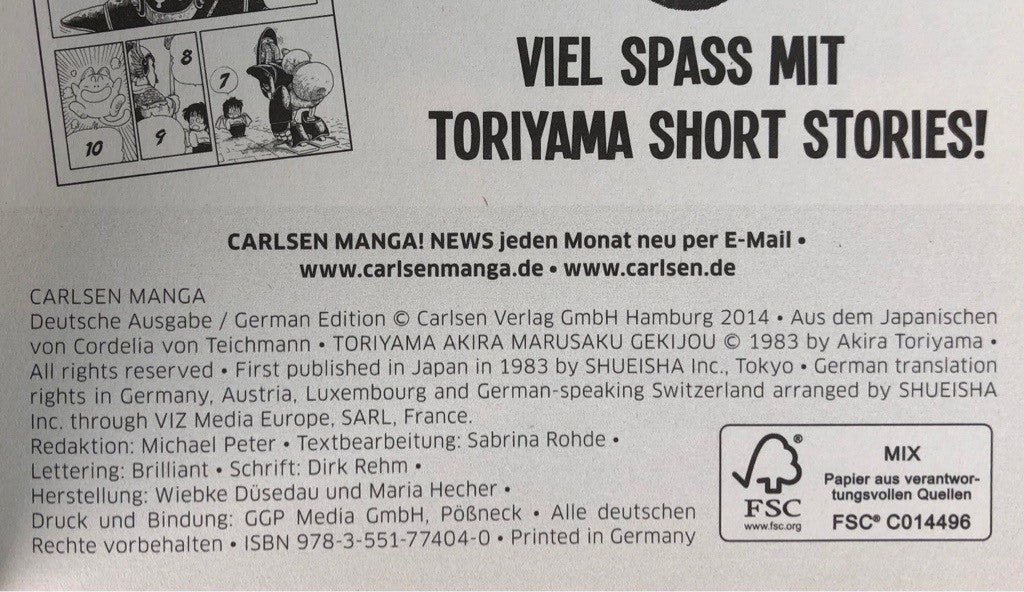 8
7
9
10
VIEL SPASS MIT
TORIYAMA SHORT STORIES!
CARLSEN MANGA! NEWS jeden Monat neu per E-Mail •
www.carlsenmanga.de • www.carlsen.de
CARLSEN MANGA
Deutsche Ausgabe / German Edition © Carlsen Verlag GmbH Hamburg 2014 • Aus dem Japanischen
von Cordelia von Teichmann • TORIYAMA AKIRA MARUSAKU GEKIJOU © 1983 by Akira Toriyama •
All rights reserved • First published in Japan in 1983 by SHUEISHA Inc., Tokyo • German translation
rights in Germany, Austria, Luxembourg and German-speaking Switzerland arranged by SHUEISHA
Inc. through VIZ Media Europe, SARL, France.
Redaktion: Michael Peter • Textbearbeitung: Sabrina Rohde •
Lettering: Brilliant • Schrift: Dirk Rehm •
Herstellung: Wiebke Düsedau und Maria Hecher •
Druck und Bindung: GGP Media GmbH, Pößneck • Alle deutschen
Rechte vorbehalten • ISBN 978-3-551-77404-0 • Printed in Germany
®
FSC
www.fsc.org
MIX
Papier aus verantwor-
tungsvollen Quellen
FSC® C014496